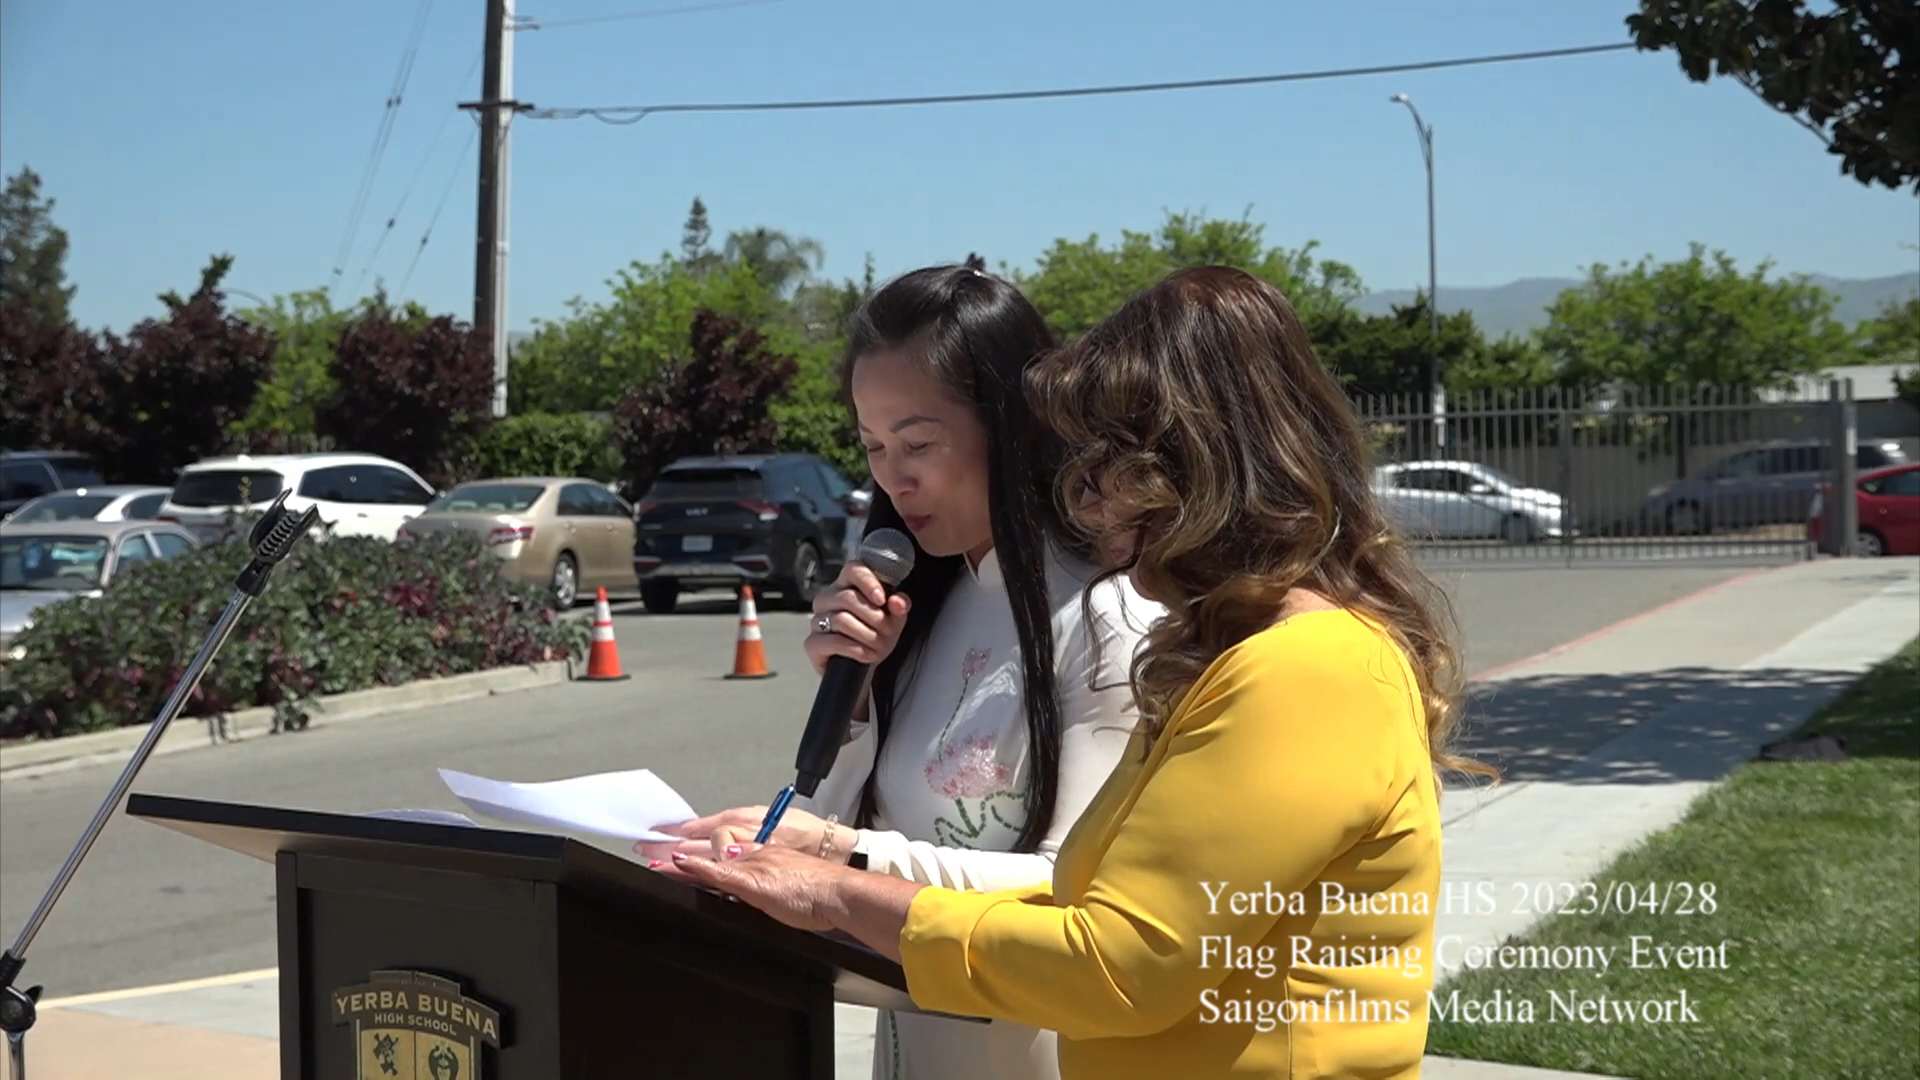 YERBA BUENA
HIGH SCHOOL
Yerba Buena HS 2023/04/28
Flag Raising Ceremony Event
Saigonfilms Media Network